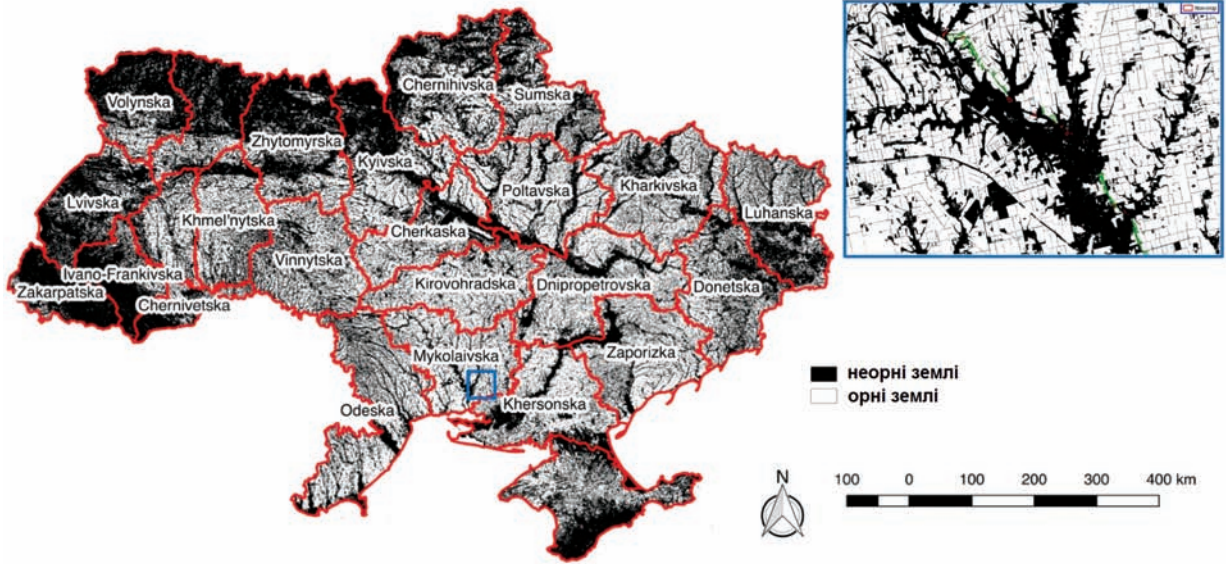 Chernihivska
Sumska
Volynska
Zhytomyrska
Kyivska
Poltavska
Kharkivska
Lvivska
Khmel'nytska
Cherkaska
Luhanska
Vinnytska
Ivano-Frankivska
Kirovohradska
Dnipropetrovska
Donetska
Zakarpatska
Chernivetska
Mykolaivska
Zaporizka
Odeska
Khersonska
неорні землі
орні землі
N
100 0 100 200 300 400 km